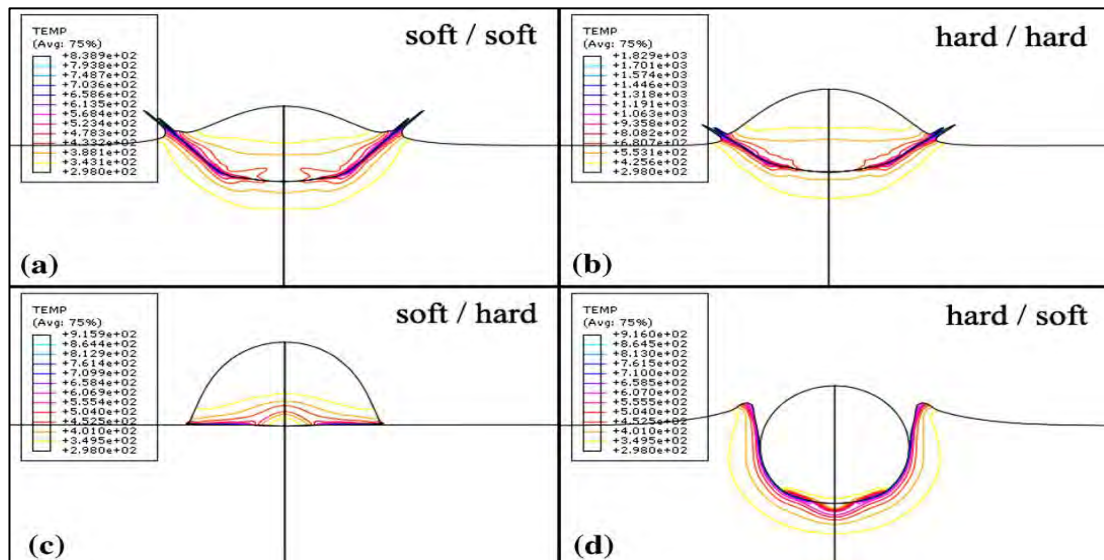 TEMP
(Avg: 75%)
+8.389e+02
+7.938e+02
+7.487e+02
+7.036e+02
+6.586e+02
+6.135e+02
+5.684e+02
+5.234e+02
+4.783e+02
+4.332e+02
+3.881e+02
+3.431e+02
+2.980e+02
soft / soft
(a)
TEMP
(Avg: 75%)
+1.829e+03
+1.701e+03
+1.574e+03
+1.446e+03
+1.318e+03
+1.191e+03
+1.063e+03
+9.358e+02
+8.082e+02
+6.807e+02
+5.531e+02
+4.256e+02
+2.980e+02
hard / hard
(b)
TEMP
(Avg: 75%)
+9.159e+02
+8.644e+02
+8.129e+02
+7.614e+02
+7.099e+02
+6.584e+02
+6.069e+02
+5.554e+02
+5.040e+02
+4.525e+02
+4.010e+02
+3.495e+02
+2.980e+02
soft / hard
(c)
TEMP
(Avg: 75%)
+9.160e+02
+8.645e+02
+8.130e+02
+7.615e+02
+7.100e+02
+6.585e+02
+6.070e+02
+5.555e+02
+5.040e+02
+4.525e+02
+4.010e+02
+3.495e+02
+2.980e+02
hard / soft
(d)